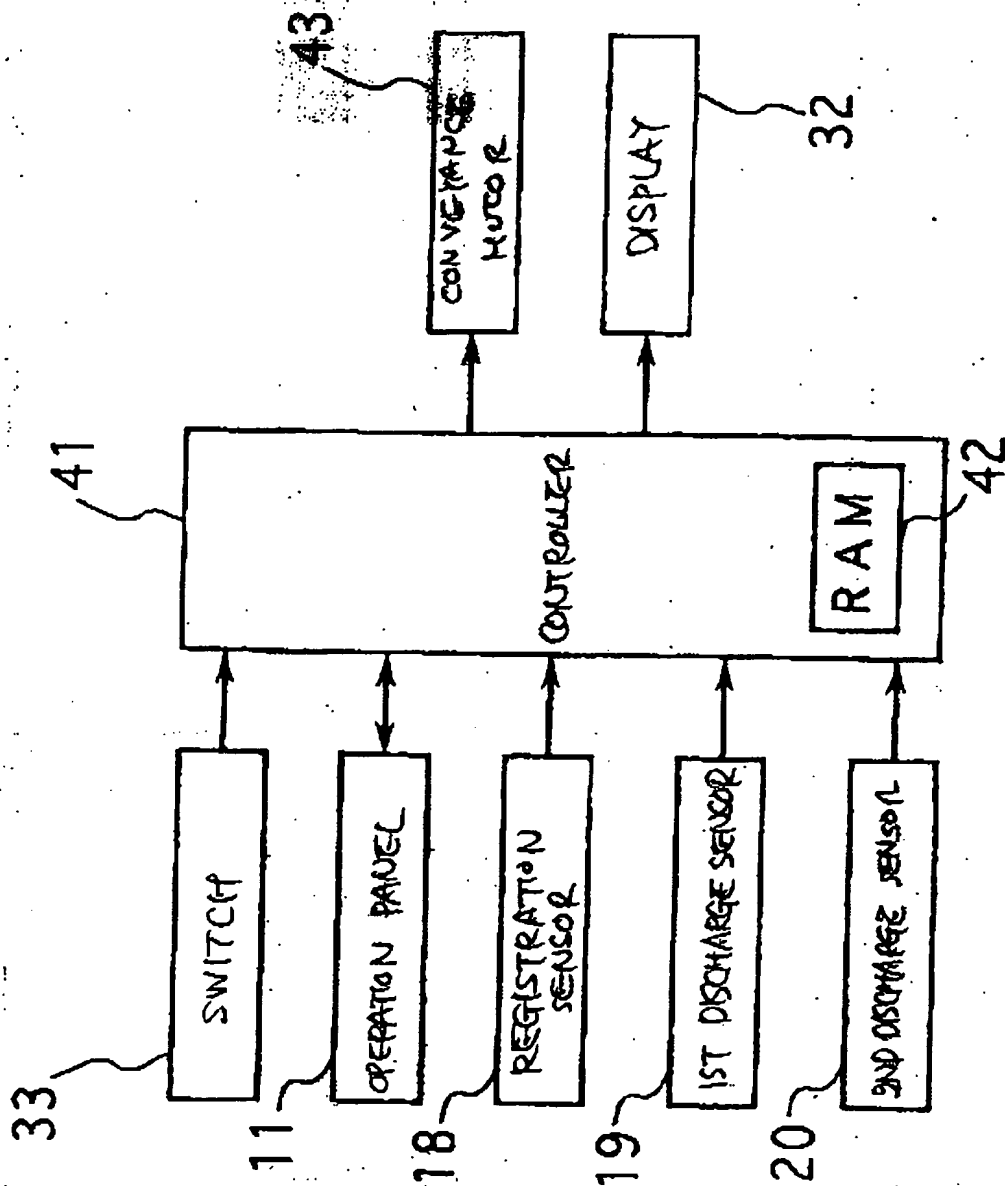 33
SWITCH
11
OPERATION PANEL
18
REGISTRATION
SENSOR
19
1ST DISCHARGE SENSOR
20
2ND DISCHARGE SENSOR
41
CONTROLLER
RAM
42
43
CONVEYANCE
MOTOR
DISPLAY
32